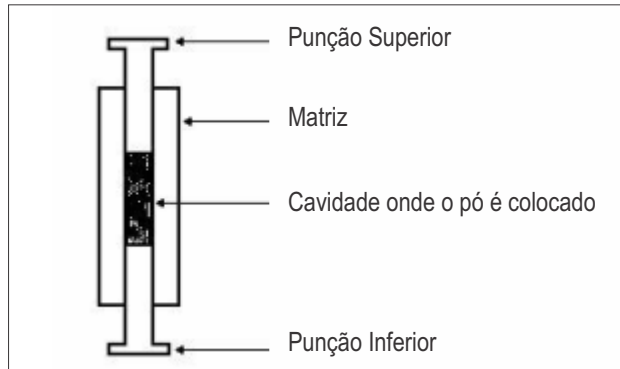 Punção Superior
Matriz
Cavidade onde o pó é colocado
Punção Inferior